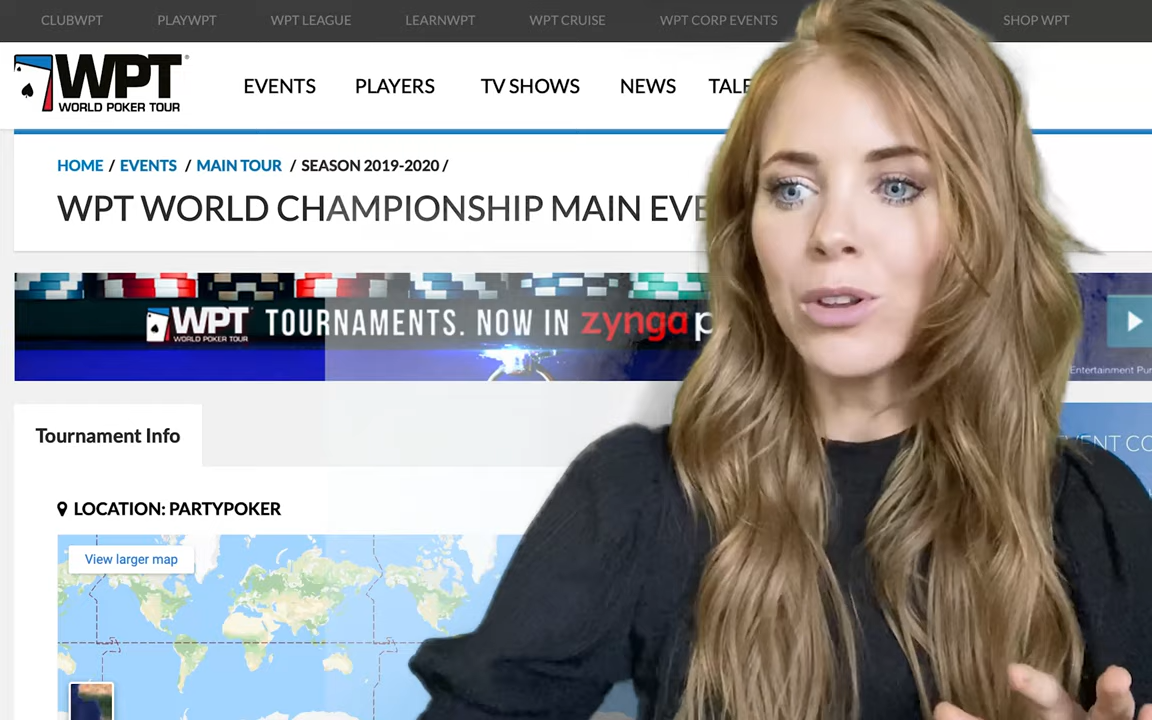 CLUBWPT PLAYWPT WPT LEAGUE LEARNWPT WPT CRUISE WPT CORP EVENTS SHOP WPT
WPT®
WORLD POKER TOUR
EVENTS PLAYERS TV SHOWS NEWS
HOME / EVENTS / MAIN TOUR / SEASON 2019-2020 /
WPT WORLD CHAMPIONSHIP MAIN
WPT TOURNAMENTS. NOW IN zynga
WORLD POKER TOUR
Entertainment
Tournament Info
LOCATION: PARTYPOKER
View larger map